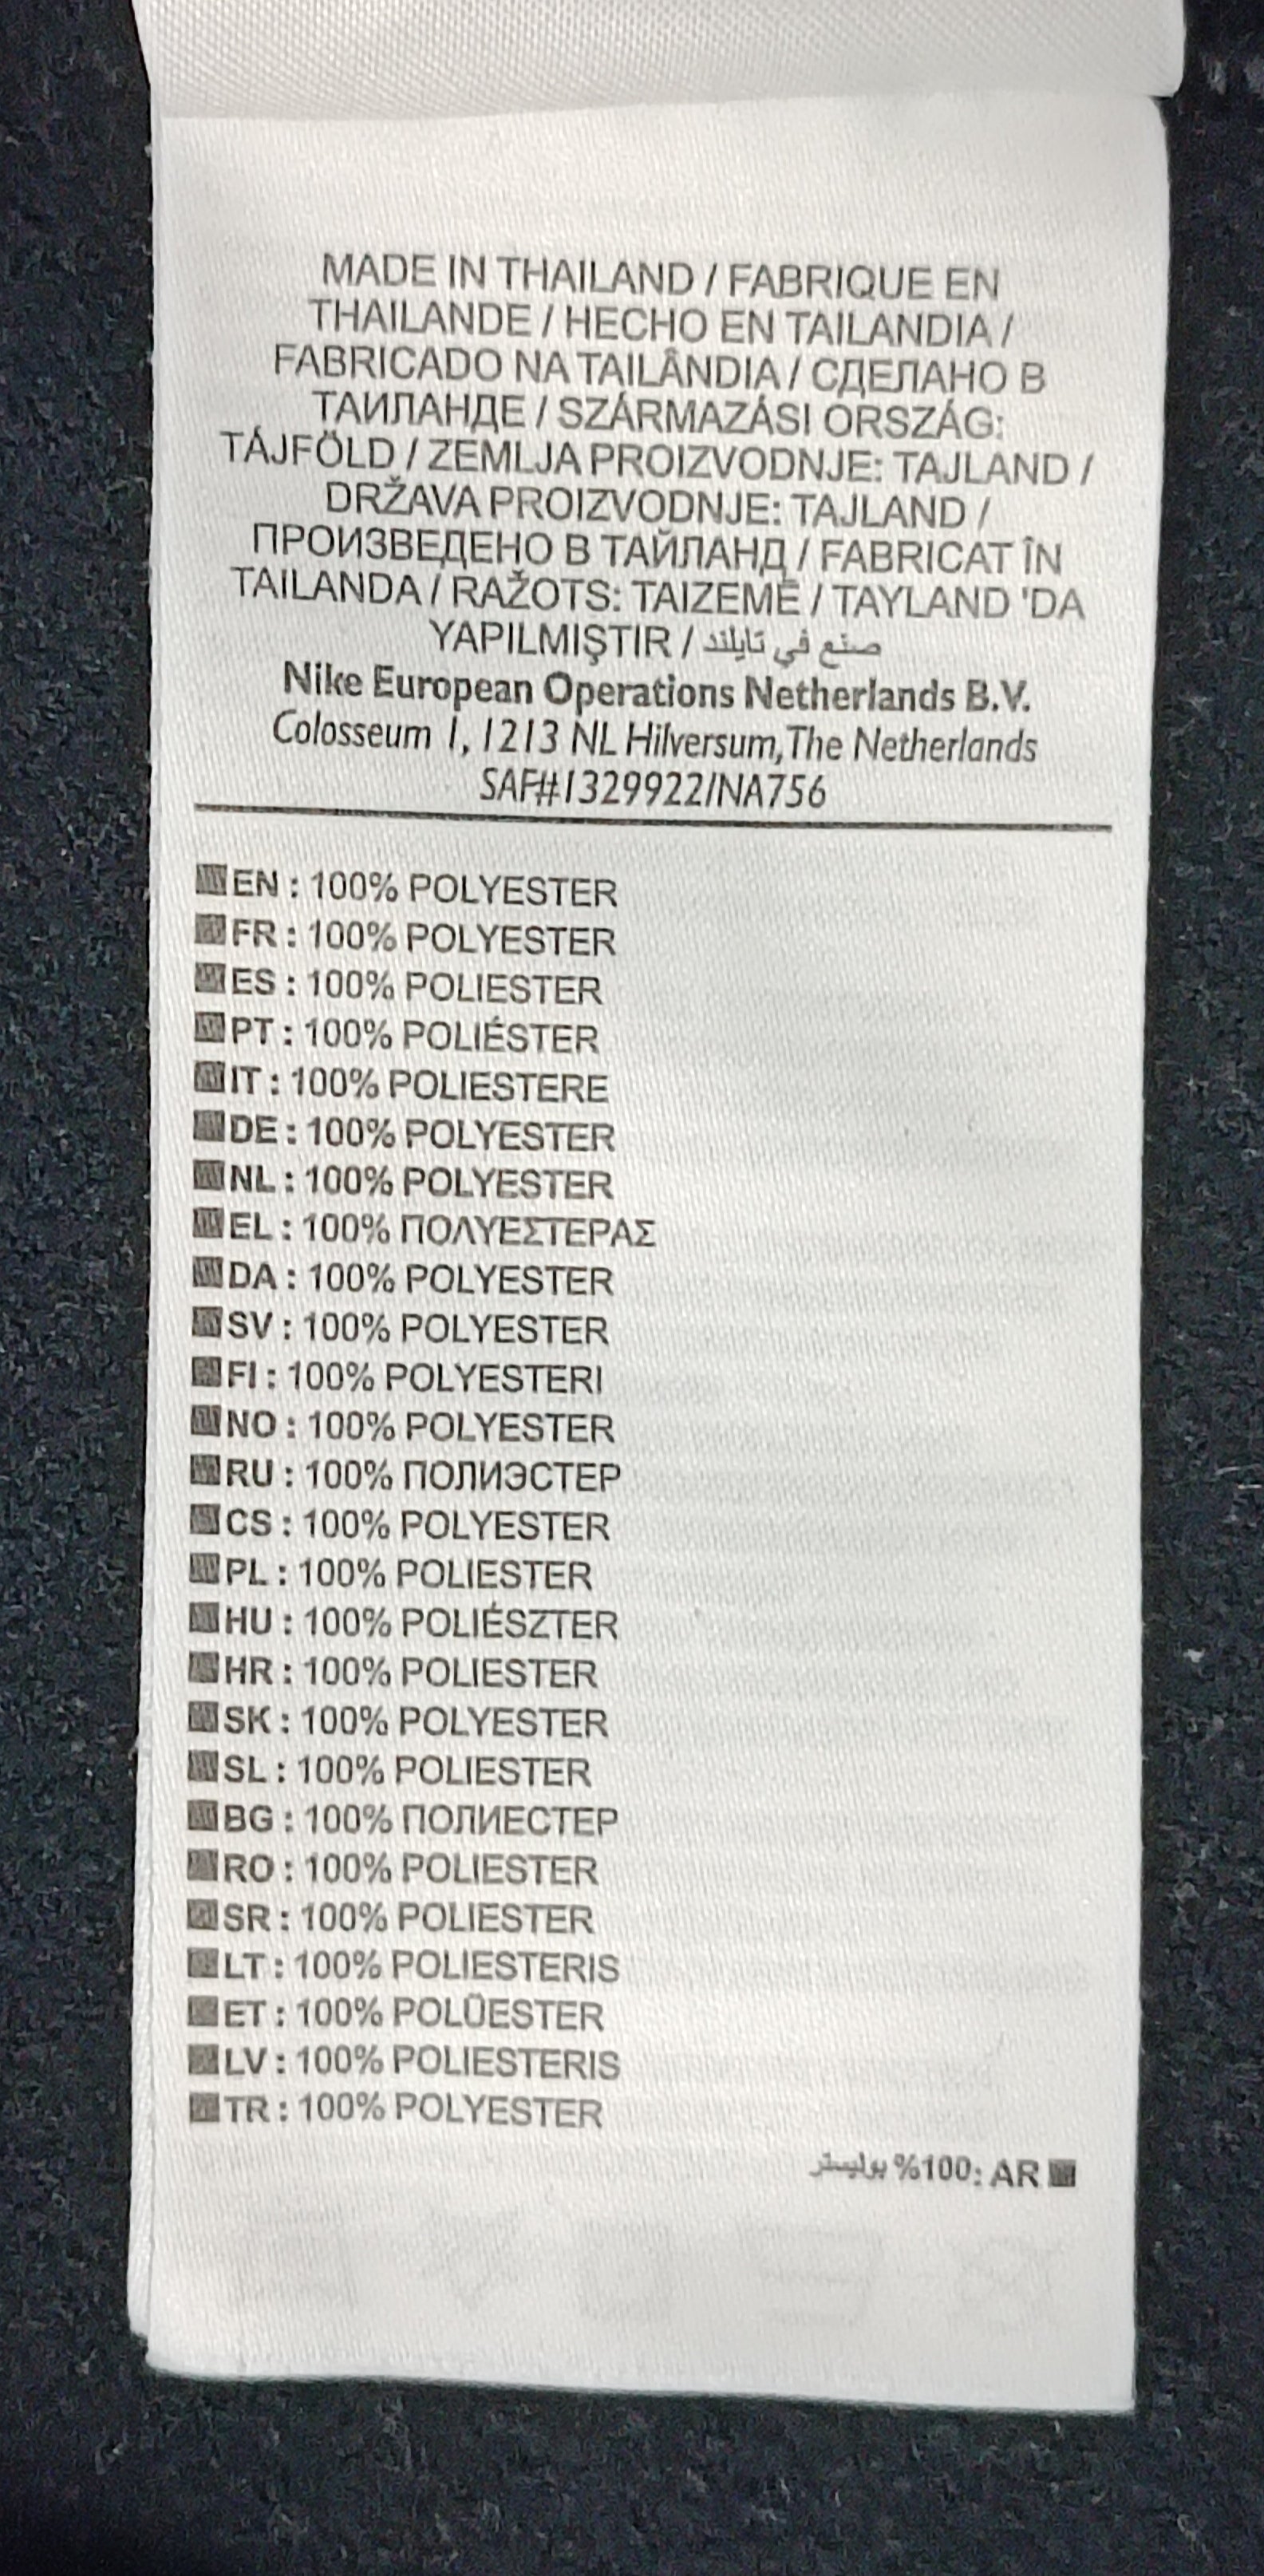 MADE IN THAILAND / FABRIQUE EN
THAILANDE / HECHO EN TAILANDIA /
FABRICADO NA TAILÂNDIA / СДЕЛАНО В
ТАИЛАНДЕ / SZÁRMAZÁSI ORSZÁG:
TÁJFÖLD / ZEMLJA PROIZVODNJE: TAJLAND /
DRŽAVA PROIZVODNJE: TAJLAND /
ПРОИЗВЕДЕНО В ТАЙЛАНД / FABRICAT ÎN
TAILANDA / RAŽOTS: TAIZEMĒ / TAYLAND 'DA
YAPILMIŞTIR / صنع في تايلند
Nike European Operations Netherlands B.V.
Colosseum 1, 1213 NL Hilversum, The Netherlands
SAF#1329922/NA756
EN : 100% POLYESTER
FR : 100% POLYESTER
ES : 100% POLIESTER
PT : 100% POLIÉSTER
IT : 100% POLIESTERE
DE : 100% POLYESTER
NL : 100% POLYESTER
EL : 100% ΠΟΛΥΕΣΤΕΡΑΣ
DA : 100% POLYESTER
SV : 100% POLYESTER
FI : 100% POLYESTERI
NO : 100% POLYESTER
RU : 100% ПОЛИЭСТЕР
CS : 100% POLYESTER
PL : 100% POLIESTER
HU : 100% POLIÉSZTER
HR : 100% POLIESTER
SK : 100% POLYESTER
SL : 100% POLIESTER
BG : 100% ПОЛИЕСТЕР
RO : 100% POLIESTER
SR : 100% POLIESTER
LT : 100% POLIESTERIS
ET : 100% POLÜESTER
LV : 100% POLIESTERIS
TR : 100% POLYESTER
AR :100% بوليستر